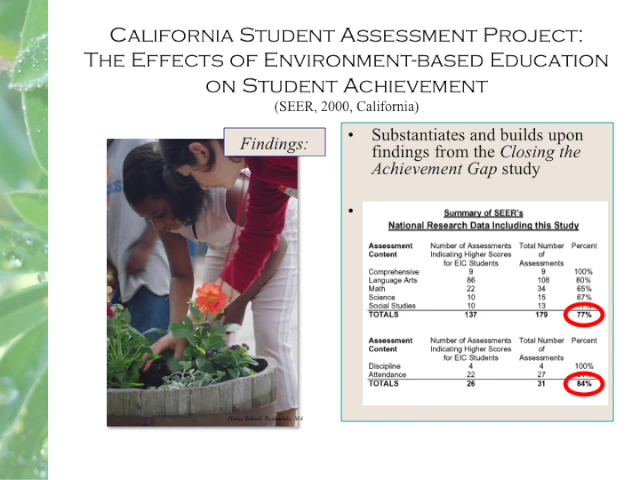 CALIFORNIA STUDENT ASSESSMENT PROJECT:
THE EFFECTS OF ENVIRONMENT-BASED EDUCATION
ON STUDENT ACHIEVEMENT
(SEER, 2000, California)
Findings:
• Substantiates and builds upon
findings from the Closing the
Achievement Gap study
•
Summary of SEER's
National Research Data Including this Study
Assessment Number of Assessments Total Number Percent
Content Indicating Higher Scores of
for EIC Students Assessments
Comprehensive 9 9 100%
Language Arts 86 108 80%
Math 22 34 65%
Science 10 15 67%
Social Studies 10 13
TOTALS 137 179 77%
Assessment Number of Assessments Total Number Percent
Content Indicating Higher Scores of
for EIC Students Assessments
Discipline 4 4 100%
Attendance 22 27
TOTALS 26 31 84%